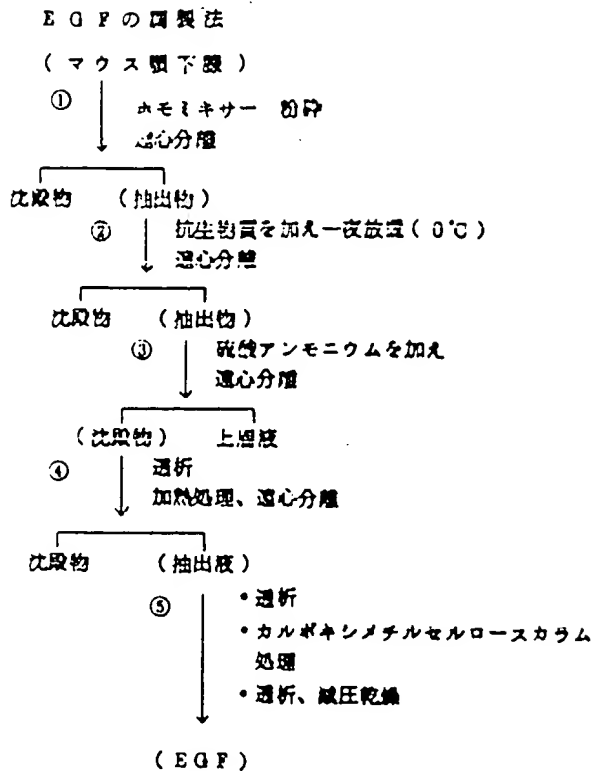 EGFの調製法
(マウス顎下腺)
① ホモミキサー 粉砕
遠心分離
沈殿物 (抽出物)
② 抗生物質を加え一夜放置(0℃)
遠心分離
沈殿物 (抽出物)
③ 硫酸アンモニウムを加え
遠心分離
(沈殿物) 上層液
④ 透析
加熱処理、遠心分離
沈殿物 (抽出液)
⑤ •透析
•カルボキシメチルセルロースカラム
処理
•透析、減圧乾燥
(EGF)